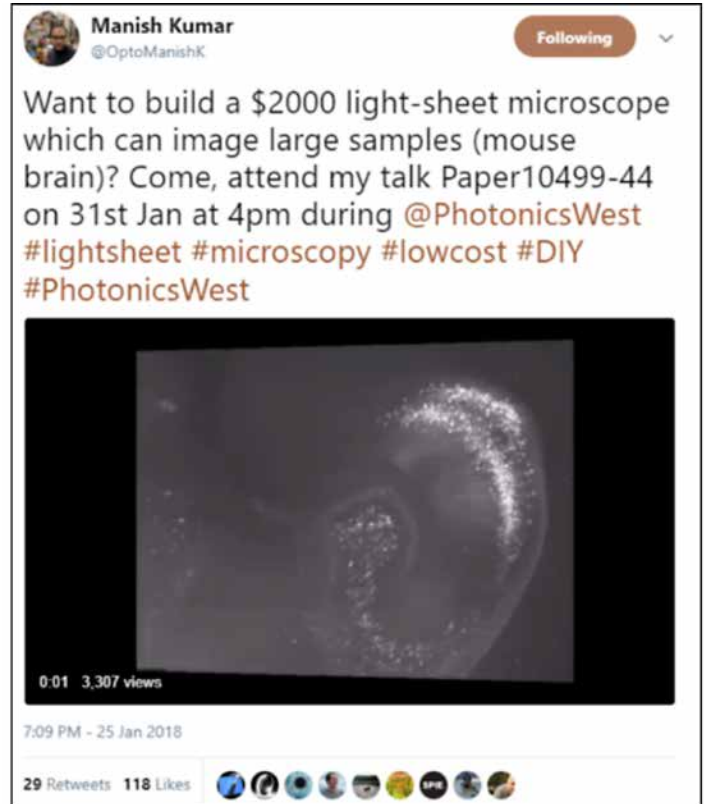 Manish Kumar
@OptoManishK
Following
Want to build a $2000 light-sheet microscope
which can image large samples (mouse
brain)? Come, attend my talk Paper10499-44
on 31st Jan at 4pm during @PhotonicsWest
#lightsheet #microscopy #lowcost #DIY
#PhotonicsWest
0:01 3,307 views
7:09 PM - 25 Jan 2018
29 Retweets 118 Likes
SPIE